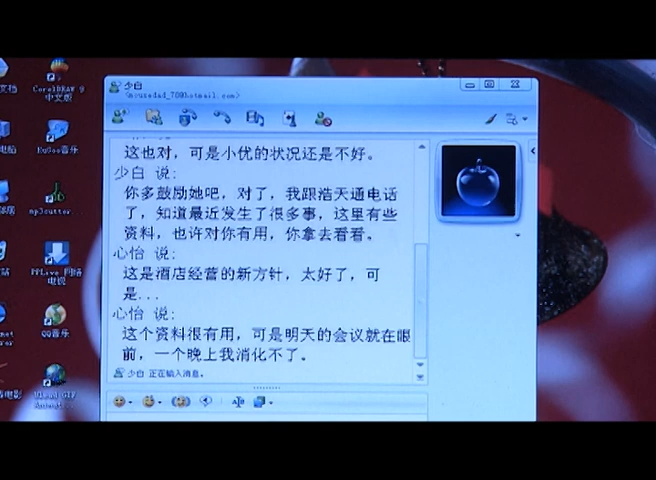 少白
<mousedad_70@hotmail.com>
这也对，可是小优的状况还是不好。
少白 说：
你多鼓励她吧，对了，我跟浩天通电话
了，知道最近发生了很多事，这里有些
资料，也许对你有用，你拿去看看。
心怡 说：
这是酒店经营的新方针，太好了，可
是...
心怡 说：
这个资料很有用，可是明天的会议就在眼
前，一个晚上我消化不了。
少白 正在输入消息。
CorelDRAW 9
中文版
KuGoo音乐
mp3cutter
PPLive 网络
电视
QQ音乐